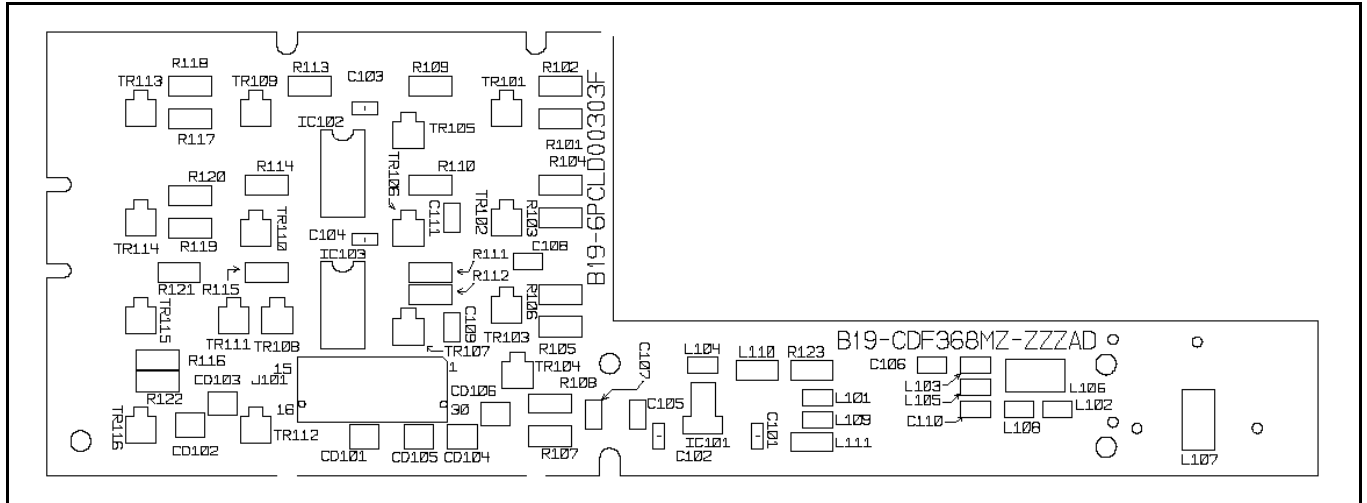 R118
TR113
TR109
R113
C103
R109
TR101
R102
R117
IC102
TR105
R101
R104
B19-6PCLD00303F
R120
R114
TR106
R110
TR114
R119
TR110
C104
C111
TR102
R103
IC103
C108
R111
R112
R121
R115
TR115
TR111
TR108
C109
TR103
R106
R105
B19-CDF368MZ-ZZZAD
R116
CD103
J101
15
1
TR107
TR104
C107
L104
L110
R123
C106
L103
L105
L106
R122
16
30
CD106
R108
C105
L101
L109
C110
L102
TR116
CD102
TR112
CD101
CD105
CD104
R107
C102
IC101
C101
L111
L108
L107